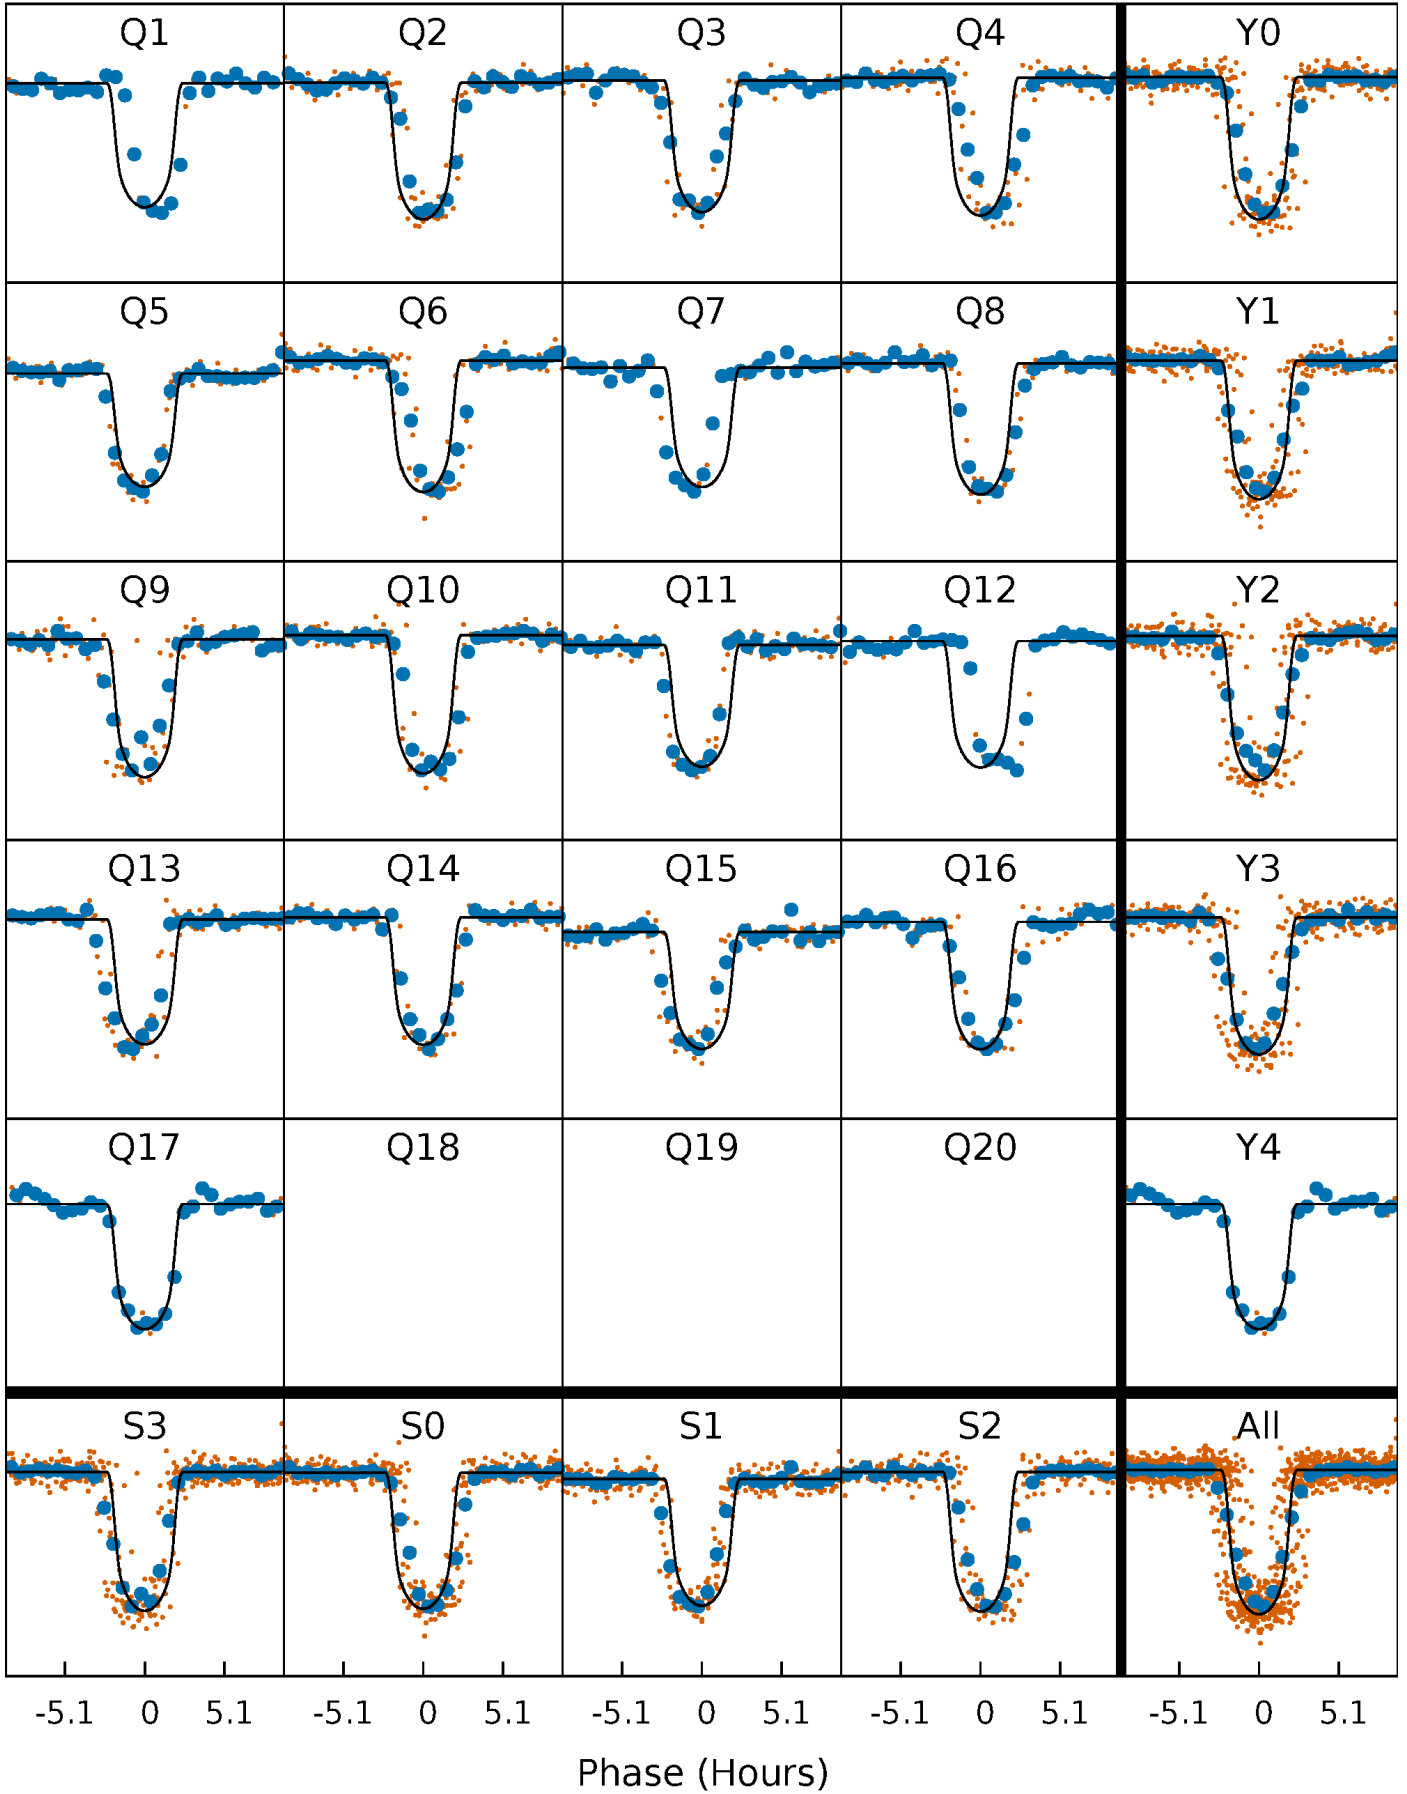 Q1 Q2 Q3 Q4 Y0
Q5 Q6 Q7 Q8 Y1
Q9 Q10 Q11 Q12 Y2
Q13 Q14 Q15 Q16 Y3
Q17 Q18 Q19 Q20 Y4
S3 S0 S1 S2 All
-5.1 0 5.1 -5.1 0 5.1 -5.1 0 5.1 -5.1 0 5.1 -5.1 0 5.1
Phase (Hours)